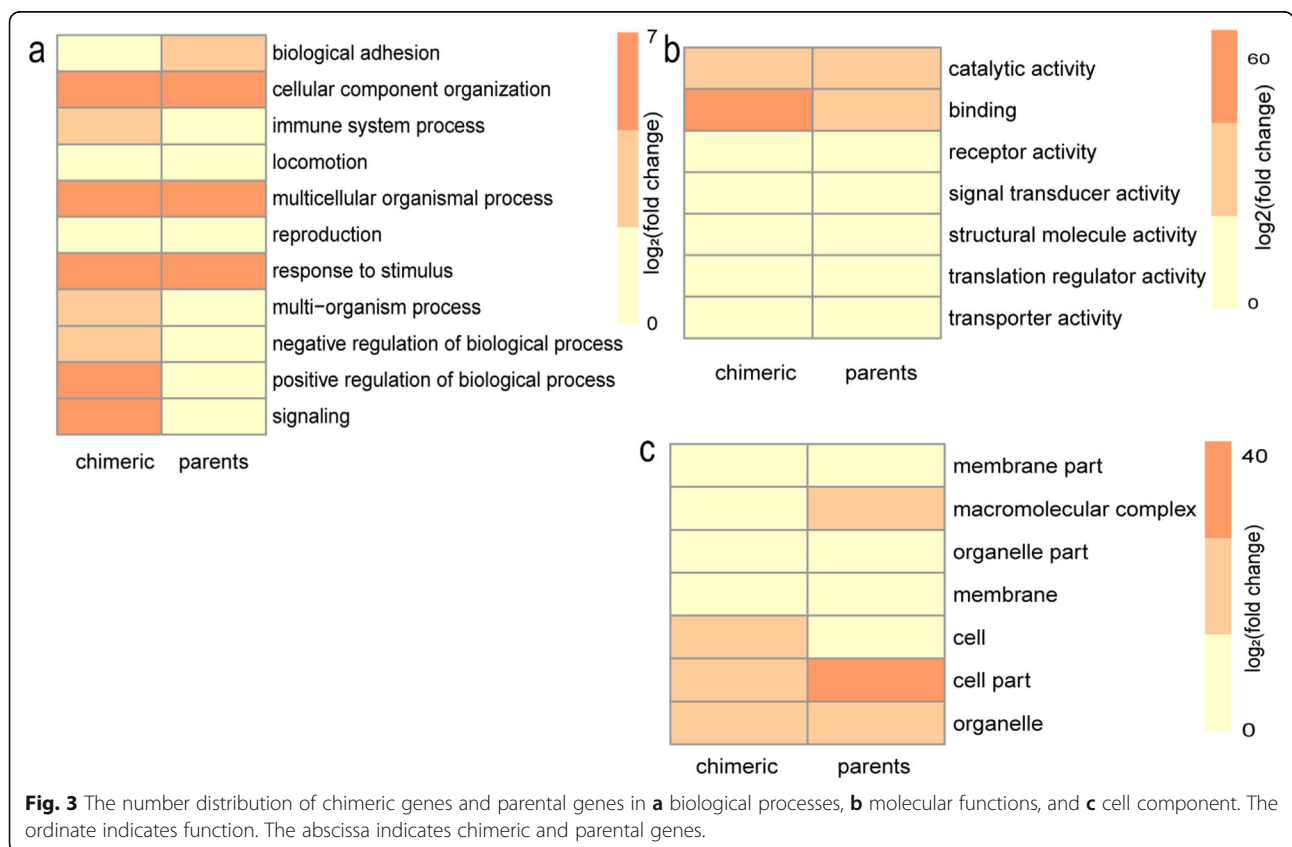 a
biological adhesion
cellular component organization
immune system process
locomotion
multicellular organismal process
reproduction
response to stimulus
multi−organism process
negative regulation of biological process
positive regulation of biological process
signaling
chimeric parents
7
log₂(fold change)
0
b
catalytic activity
binding
receptor activity
signal transducer activity
structural molecule activity
translation regulator activity
transporter activity
chimeric parents
60
log2(fold change)
0
c
membrane part
macromolecular complex
organelle part
membrane
cell
cell part
organelle
chimeric parents
40
log₂(fold change)
0
Fig. 3 The number distribution of chimeric genes and parental genes in a biological processes, b molecular functions, and c cell component. The
ordinate indicates function. The abscissa indicates chimeric and parental genes.